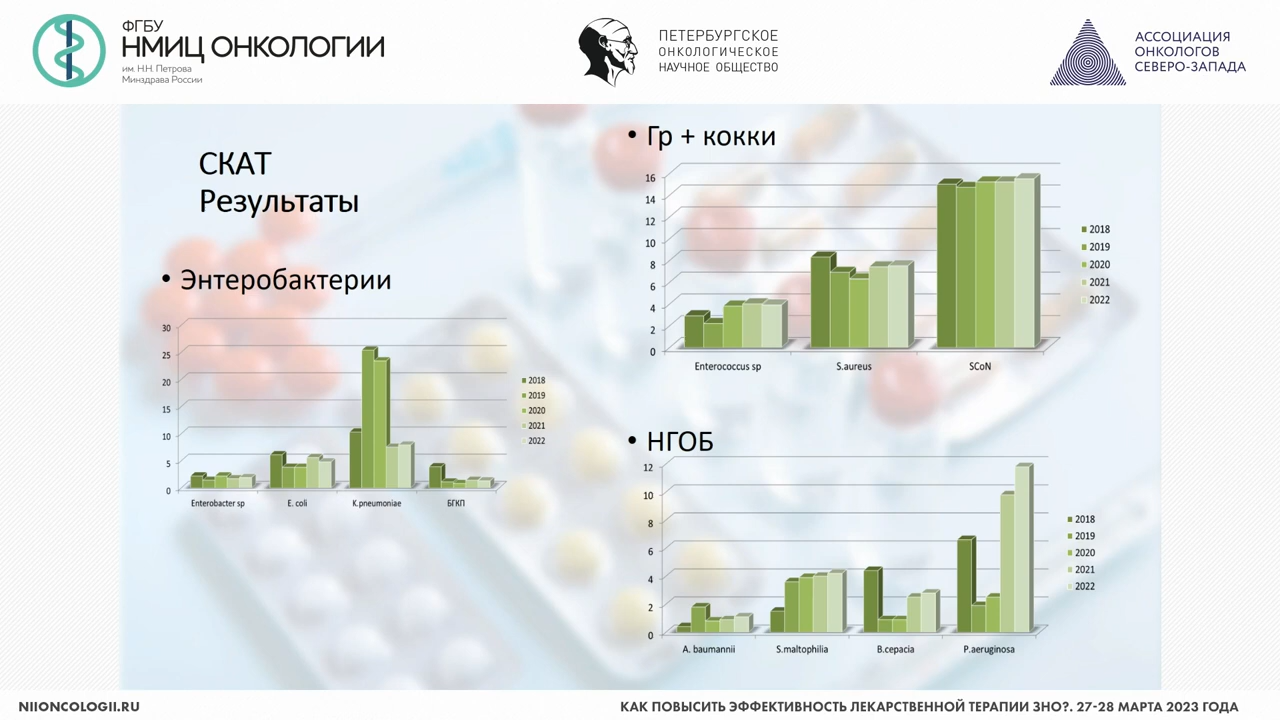 ФГБУ
НМИЦ ОНКОЛОГИИ
им. Н.Н. Петрова
Минздрава России
ПЕТЕРБУРГСКОЕ
ОНКОЛОГИЧЕСКОЕ
НАУЧНОЕ ОБЩЕСТВО
АССОЦИАЦИЯ
ОНКОЛОГОВ
СЕВЕРО-ЗАПАДА
СКАТ
Результаты
• Энтеробактерии
30
25
20
15
10
5
0
Enterobacter sp
E. coli
K.pneumoniae
БГКП
2018
2019
2020
2021
2022
• Гр + кокки
16
14
12
10
8
6
4
2
0
Enterococcus sp
S.aureus
SCoN
2018
2019
2020
2021
2022
• НГОБ
12
10
8
6
4
2
0
A. baumannii
S.maltophilia
B.cepacia
P.aeruginosa
2018
2019
2020
2021
2022
NIIONCOLOGII.RU
КАК ПОВЫСИТЬ ЭФФЕКТИВНОСТЬ ЛЕКАРСТВЕННОЙ ТЕРАПИИ ЗНО?. 27-28 МАРТА 2023 ГОДА